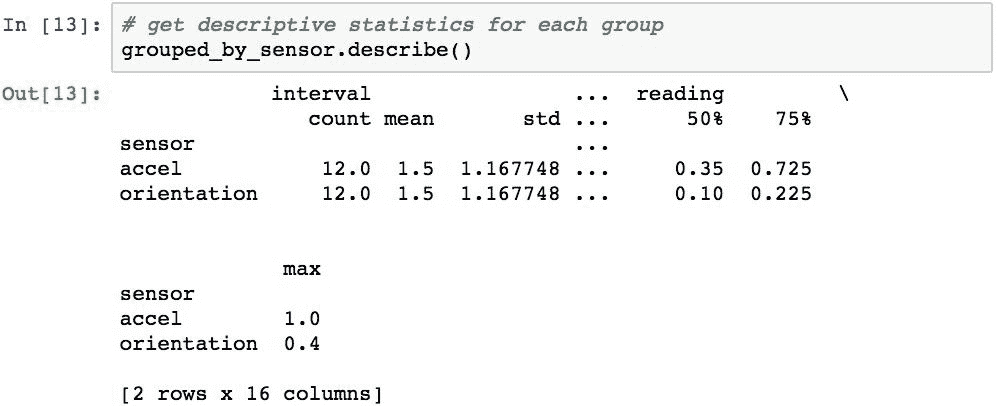 In [13]: # get descriptive statistics for each group
grouped_by_sensor.describe()
Out[13]: interval ... reading \
count mean std ... 50% 75%
sensor ...
accel 12.0 1.5 1.167748 ... 0.35 0.725
orientation 12.0 1.5 1.167748 ... 0.10 0.225
max
sensor
accel 1.0
orientation 0.4
[2 rows x 16 columns]